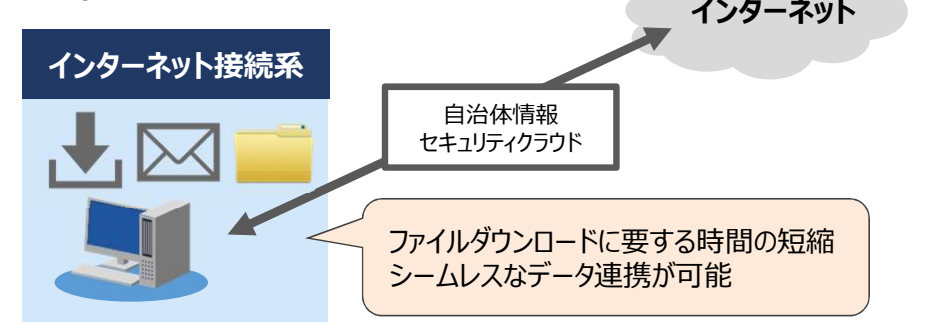 インターネット
インターネット接続系
自治体情報
セキュリティクラウド
ファイルダウンロードに要する時間の短縮
シームレスなデータ連携が可能